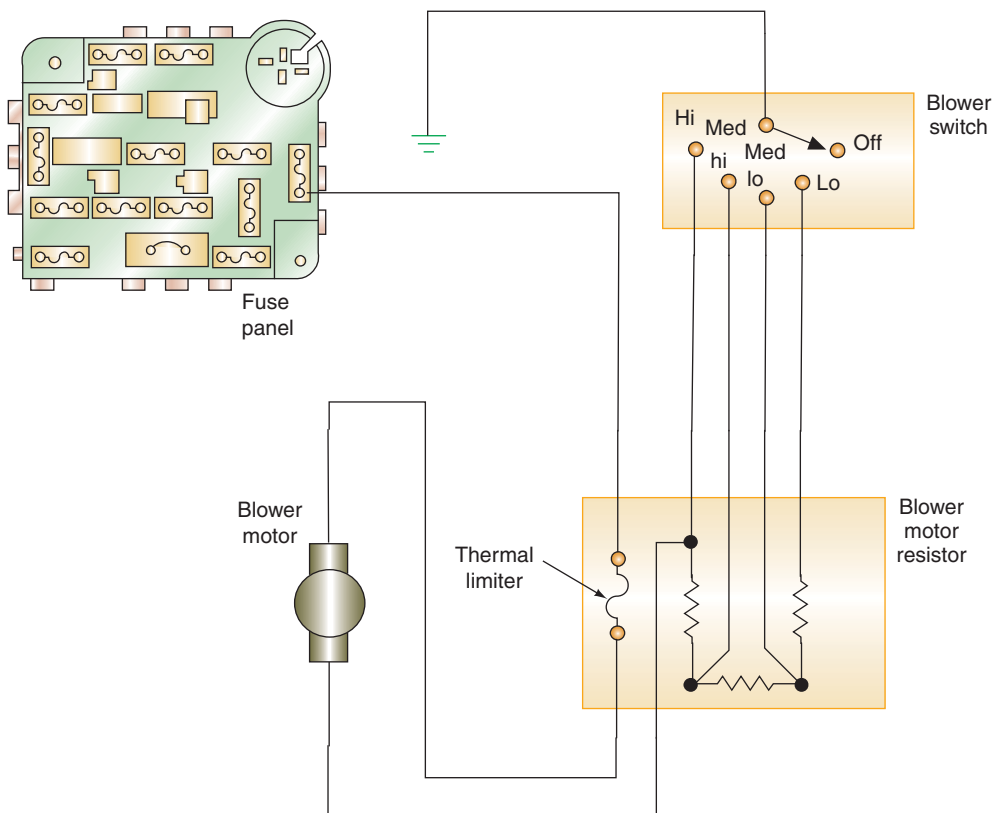 Blower
switch
Hi
Med
Off
hi
Med
lo
Lo
Fuse
panel
Blower
motor
Thermal
limiter
Blower
motor
resistor